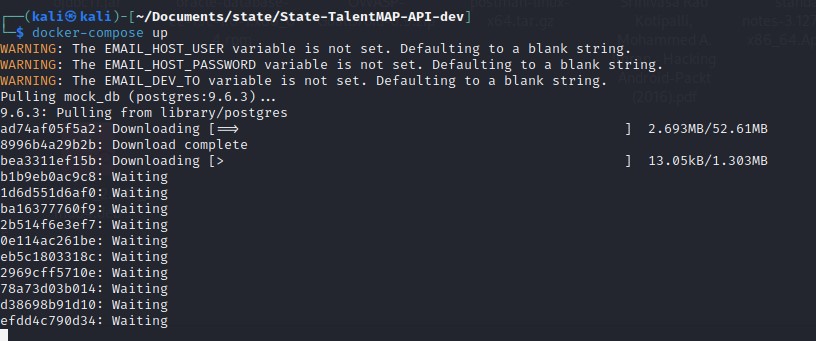 (kali㉿kali)-[~/Documents/state/State-TalentMAP-API-dev]
$ docker-compose up
WARNING: The EMAIL_HOST_USER variable is not set. Defaulting to a blank string.
WARNING: The EMAIL_HOST_PASSWORD variable is not set. Defaulting to a blank string.
WARNING: The EMAIL_DEV_TO variable is not set. Defaulting to a blank string.
Pulling mock_db (postgres:9.6.3)...
9.6.3: Pulling from library/postgres
ad74af05f5a2: Downloading [==>                                                ]  2.693MB/52.61MB
8996b4a29b2b: Download complete
bea3311ef15b: Downloading [>                                                  ]  13.05kB/1.303MB
b1b9eb0ac9c8: Waiting
1d6d551d6af0: Waiting
ba16377760f9: Waiting
2b514f6e3ef7: Waiting
0e114ac261be: Waiting
eb5c1803318c: Waiting
2969cff5710e: Waiting
78a73d03b014: Waiting
d38698b91d10: Waiting
efdd4c790d34: Waiting